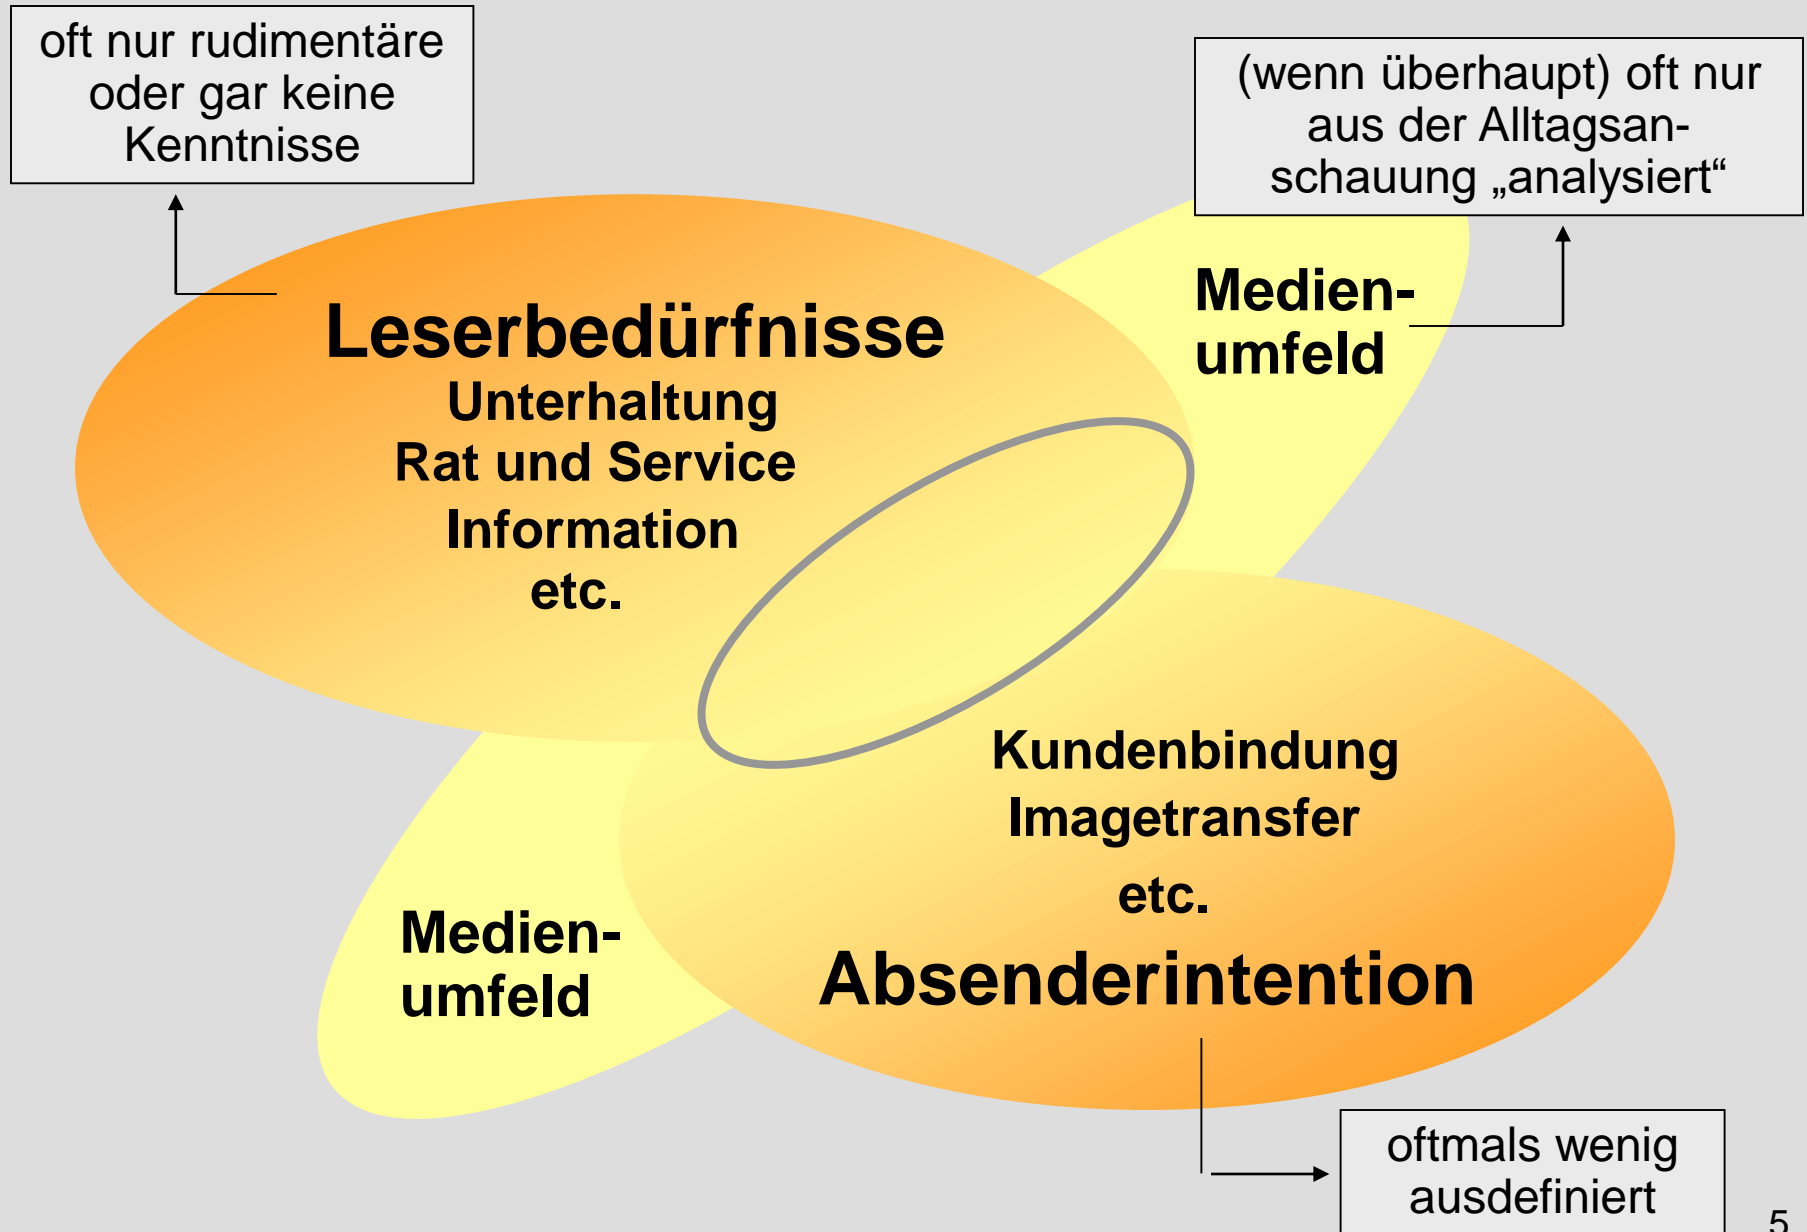 oft nur rudimentäre
oder gar keine
Kenntnisse
(wenn überhaupt) oft nur
aus der Alltagsan-
schauung „analysiert“
Leserbedürfnisse
Unterhaltung
Rat und Service
Information
etc.
Medien-
umfeld
Kundenbindung
Imagetransfer
etc.
Absenderintention
Medien-
umfeld
oftmals wenig
ausdefiniert
5